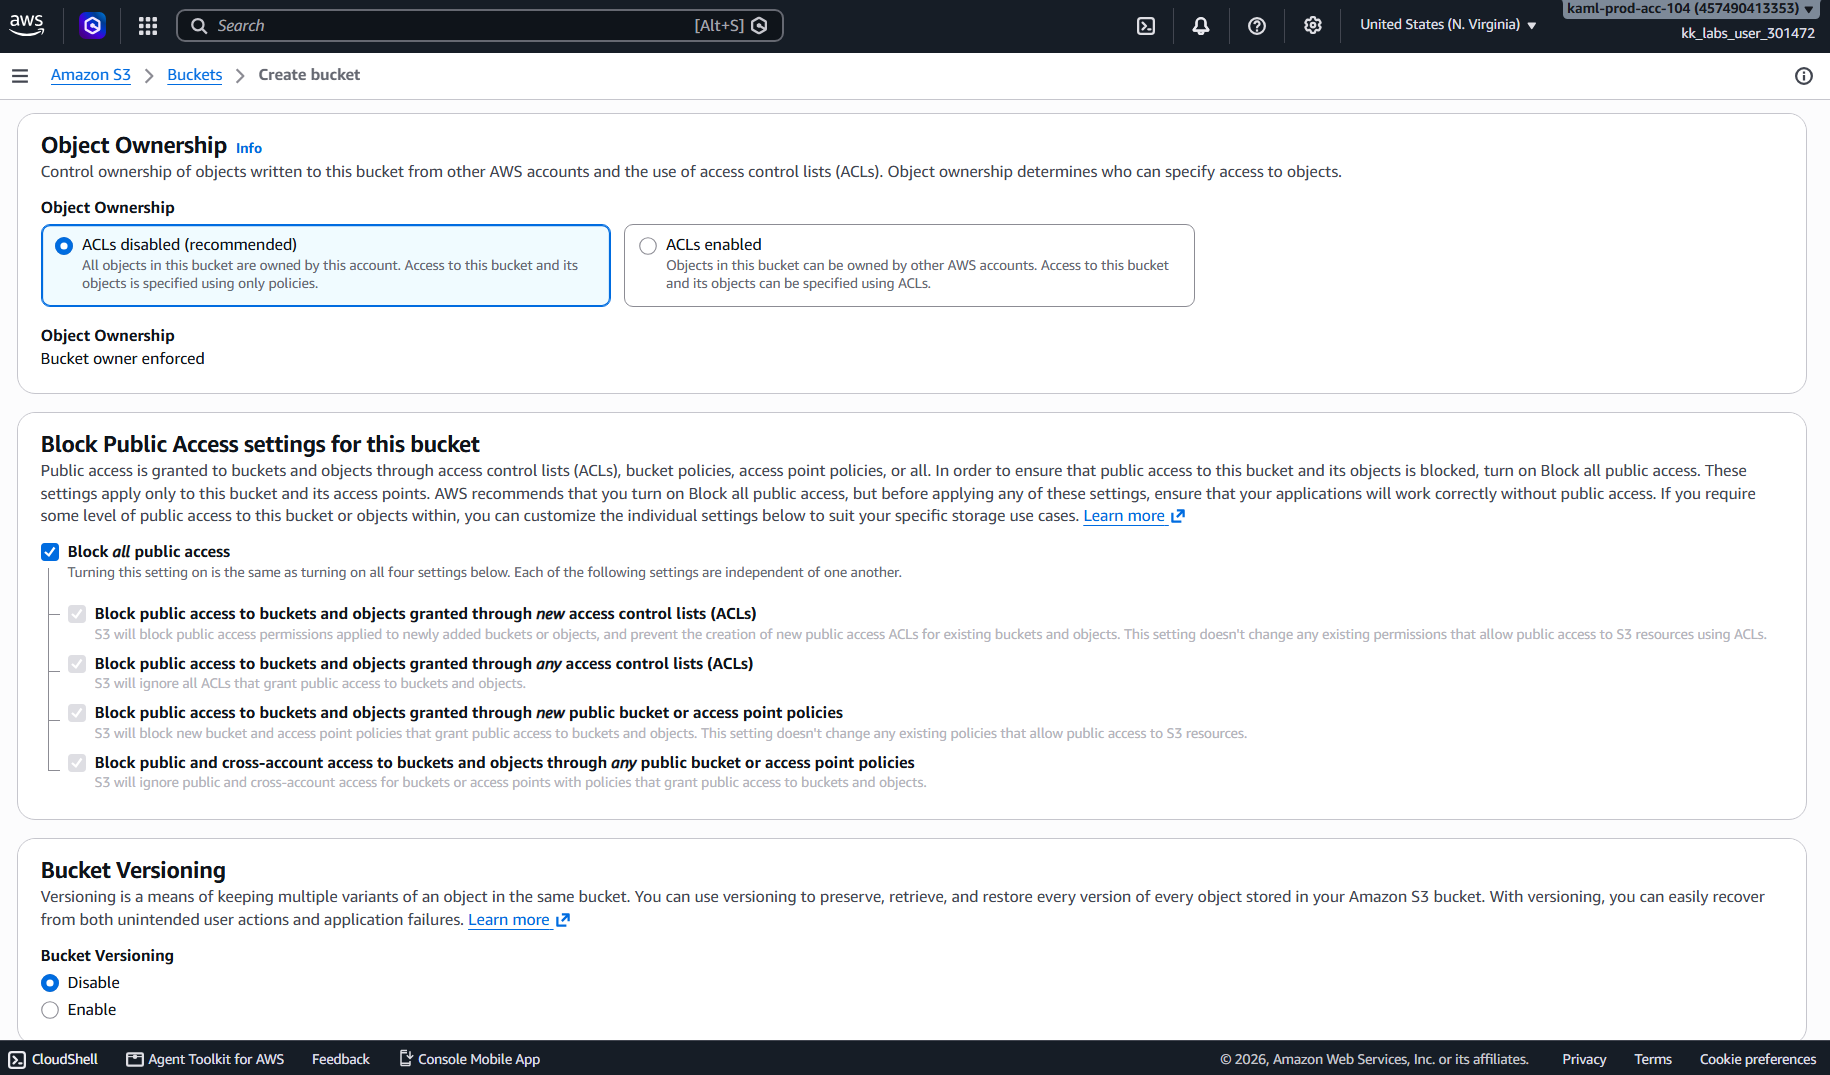 aws
Search
[Alt+S]
United States (N. Virginia)
kaml-prod-acc-104 (457490413353)
kk_labs_user_301472
Amazon S3
Buckets
Create bucket
Object Ownership Info
Control ownership of objects written to this bucket from other AWS accounts and the use of access control lists (ACLs). Object ownership determines who can specify access to objects.
Object Ownership
ACLs disabled (recommended)
All objects in this bucket are owned by this account. Access to this bucket and its
objects is specified using only policies.
ACLs enabled
Objects in this bucket can be owned by other AWS accounts. Access to this bucket
and its objects can be specified using ACLs.
Object Ownership
Bucket owner enforced
Block Public Access settings for this bucket
Public access is granted to buckets and objects through access control lists (ACLs), bucket policies, access point policies, or all. In order to ensure that public access to this bucket and its objects is blocked, turn on Block all public access. These
settings apply only to this bucket and its access points. AWS recommends that you turn on Block all public access, but before applying any of these settings, ensure that your applications will work correctly without public access. If you require
some level of public access to this bucket or objects within, you can customize the individual settings below to suit your specific storage use cases. Learn more
Block all public access
Turning this setting on is the same as turning on all four settings below. Each of the following settings are independent of one another.
Block public access to buckets and objects granted through new access control lists (ACLs)
S3 will block public access permissions applied to newly added buckets or objects, and prevent the creation of new public access ACLs for existing buckets and objects. This setting doesn't change any existing permissions that allow public access to S3 resources using ACLs.
Block public access to buckets and objects granted through any access control lists (ACLs)
S3 will ignore all ACLs that grant public access to buckets and objects.
Block public access to buckets and objects granted through new public bucket or access point policies
S3 will block new bucket and access point policies that grant public access to buckets and objects. This setting doesn't change any existing policies that allow public access to S3 resources.
Block public and cross-account access to buckets and objects through any public bucket or access point policies
S3 will ignore public and cross-account access for buckets or access points with policies that grant public access to buckets and objects.
Bucket Versioning
Versioning is a means of keeping multiple variants of an object in the same bucket. You can use versioning to preserve, retrieve, and restore every version of every object stored in your Amazon S3 bucket. With versioning, you can easily recover
from both unintended user actions and application failures. Learn more
Bucket Versioning
Disable
Enable
CloudShell
Agent Toolkit for AWS
Feedback
Console Mobile App
© 2026, Amazon Web Services, Inc. or its affiliates.
Privacy
Terms
Cookie preferences